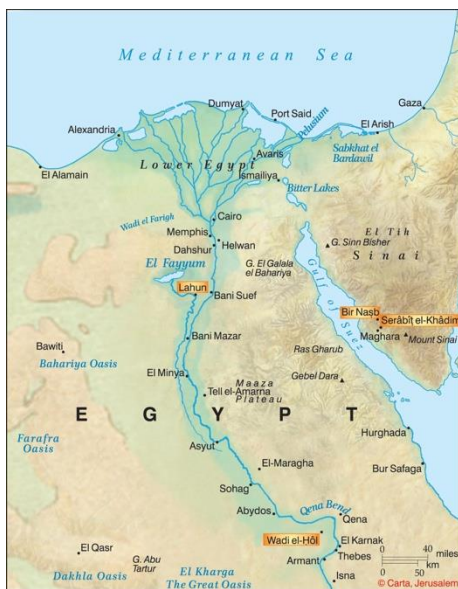 Mediterranean Sea
Dumyat
Port Said
Gaza
Alexandria
Pelusium
El Arish
Sabkhat el
Bardawil
El Alamain
Lower Egypt
Avaris
Ismailiya
Bitter Lakes
Wadi el Farigh
Cairo
Memphis
Helwan
Dahshur
El Tih
G. Sinn Bisher
Sinai
El Fayyum
G. El Galala
el Bahariya
Gulf of Suez
Lahun
Bani Suef
Bir Naṣb
Serâbîṭ el-Khâdim
Maghara
Mount Sinai
Bani Mazar
Ras Gharub
Bawiti
Bahariya Oasis
El Minya
Gebel Dara
Tell el-Amarna
Maaza
Plateau
EGYPT
Farafra
Oasis
Asyut
Hurghada
El-Maragha
Bur Safaga
Sohag
Abydos
Qena Bend
Qena
Wadi el-Ḥôl
El Karnak
Thebes
El Qasr
G. Abu
Tartur
Armant
Isna
Dakhla Oasis
El Kharga
The Great Oasis
0 40
miles
0 50
km
© Carta, Jerusalem